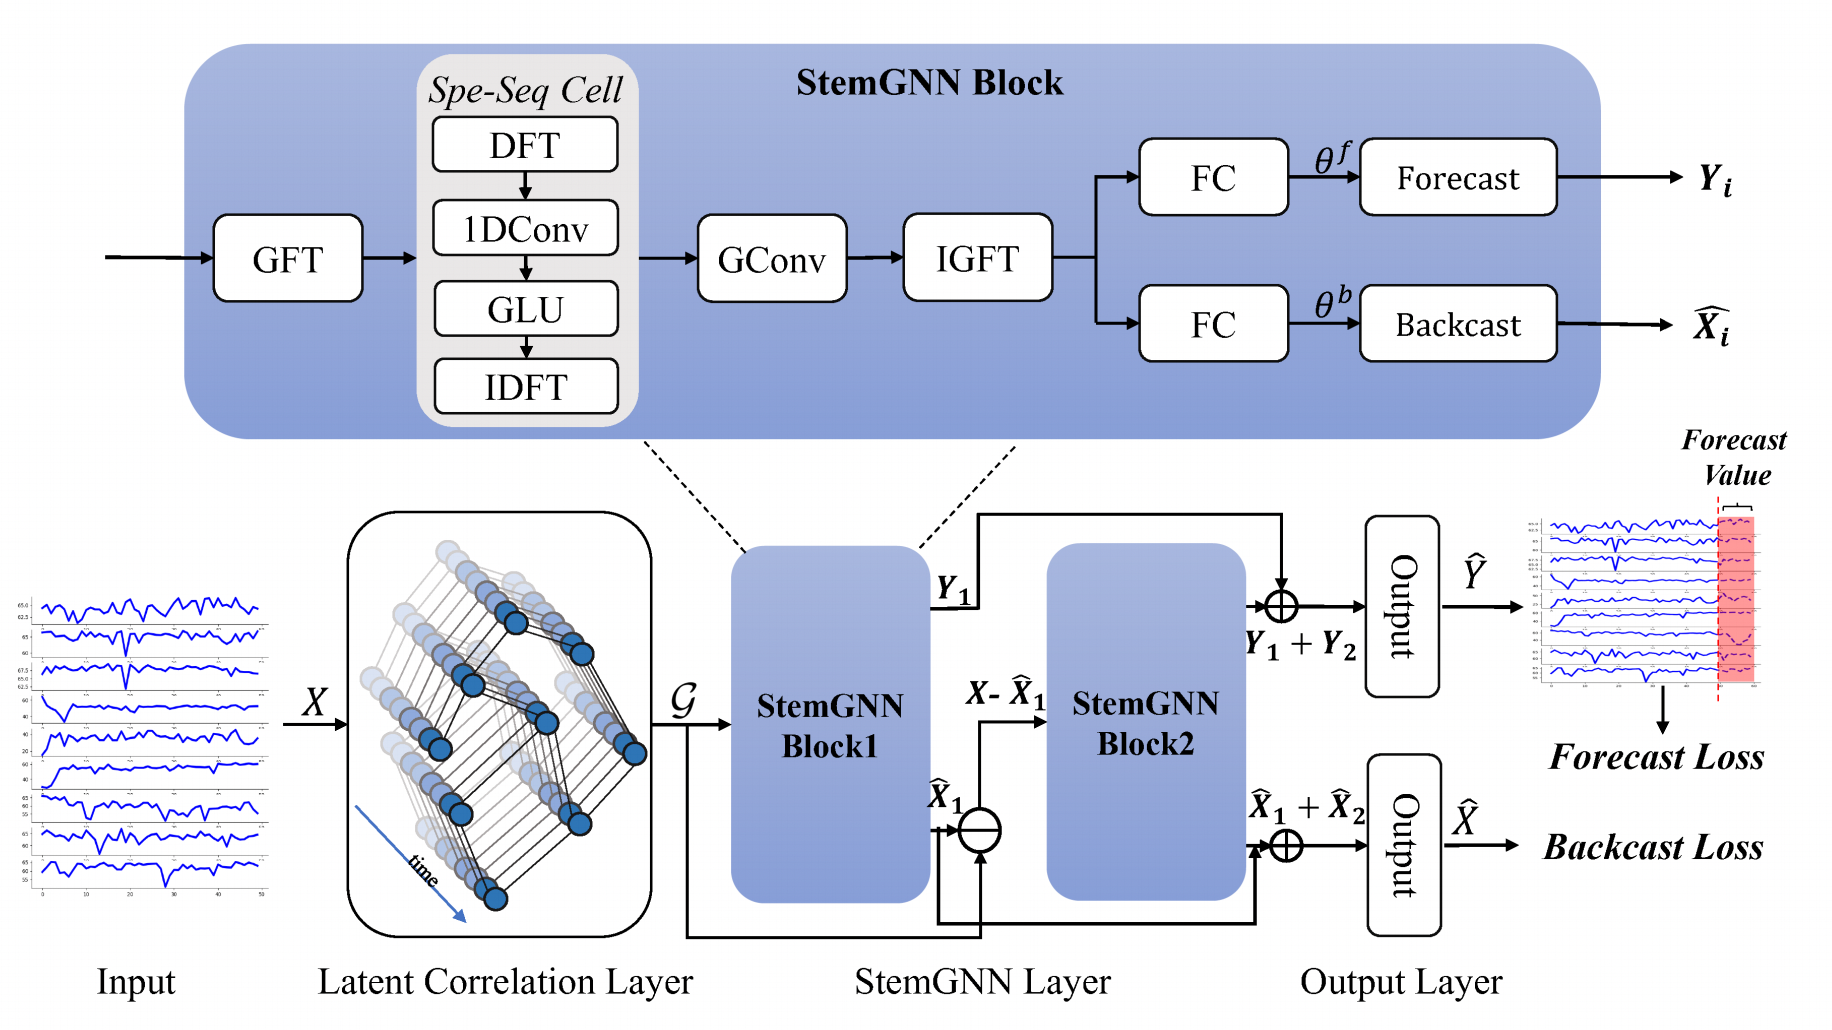 StemGNN Block
Spe-Seq Cell
DFT
1DConv
GLU
IDFT
GFT
GConv
IGFT
FC
θ^f
Forecast
Y_i
FC
θ^b
Backcast
X̂_i
Forecast
Value
X
time
𝒢
StemGNN
Block1
Y_1
X̂_1
X- X̂_1
StemGNN
Block2
Y_1 + Y_2
X̂_1 + X̂_2
Output
Ŷ
Forecast Loss
Output
X̂
Backcast Loss
Input
Latent Correlation Layer
StemGNN Layer
Output Layer